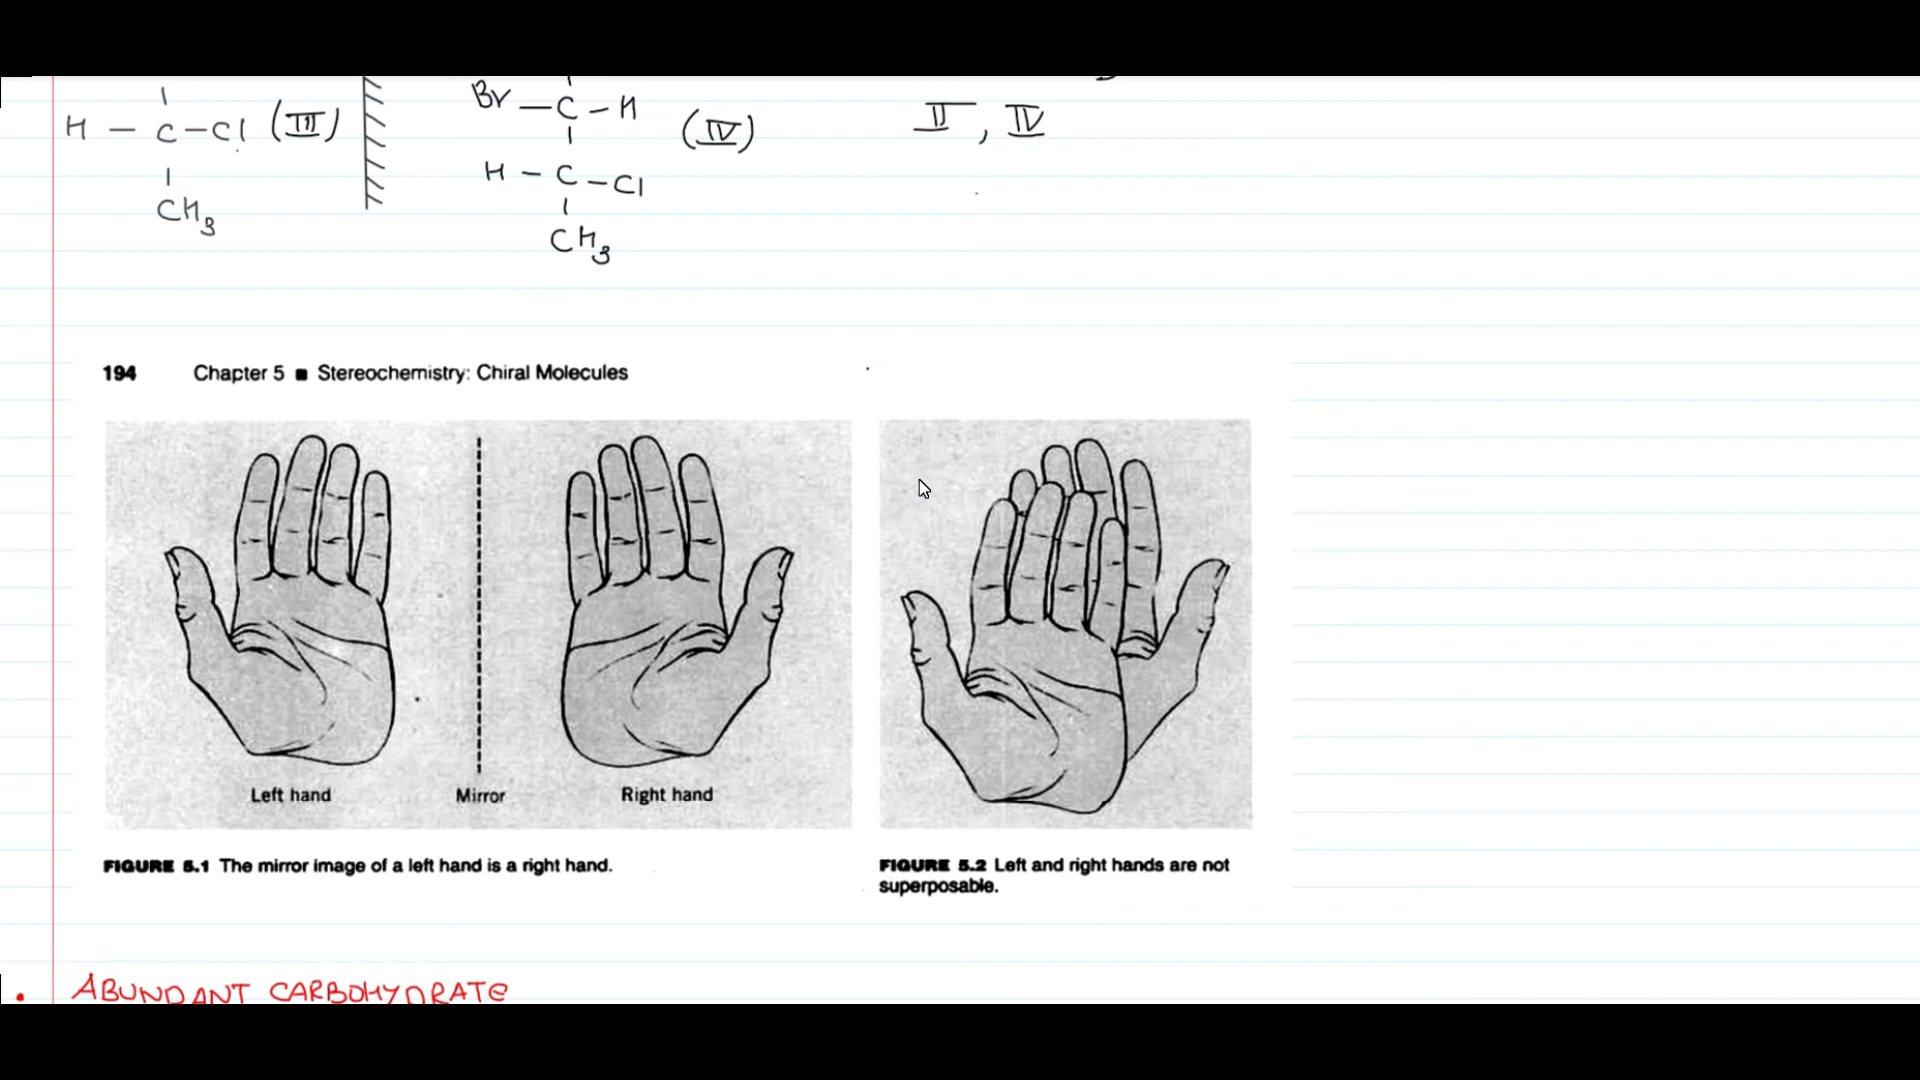 Br – C – H
H – C – Cl (III)
(IV)
II, IV
H – C – Cl
CH3
CH3
194 Chapter 5 ■ Stereochemistry: Chiral Molecules
Left hand
Mirror
Right hand
FIGURE 5.1 The mirror image of a left hand is a right hand.
FIGURE 5.2 Left and right hands are not
superposable.
• ABUNDANT CARBOHYDRATE